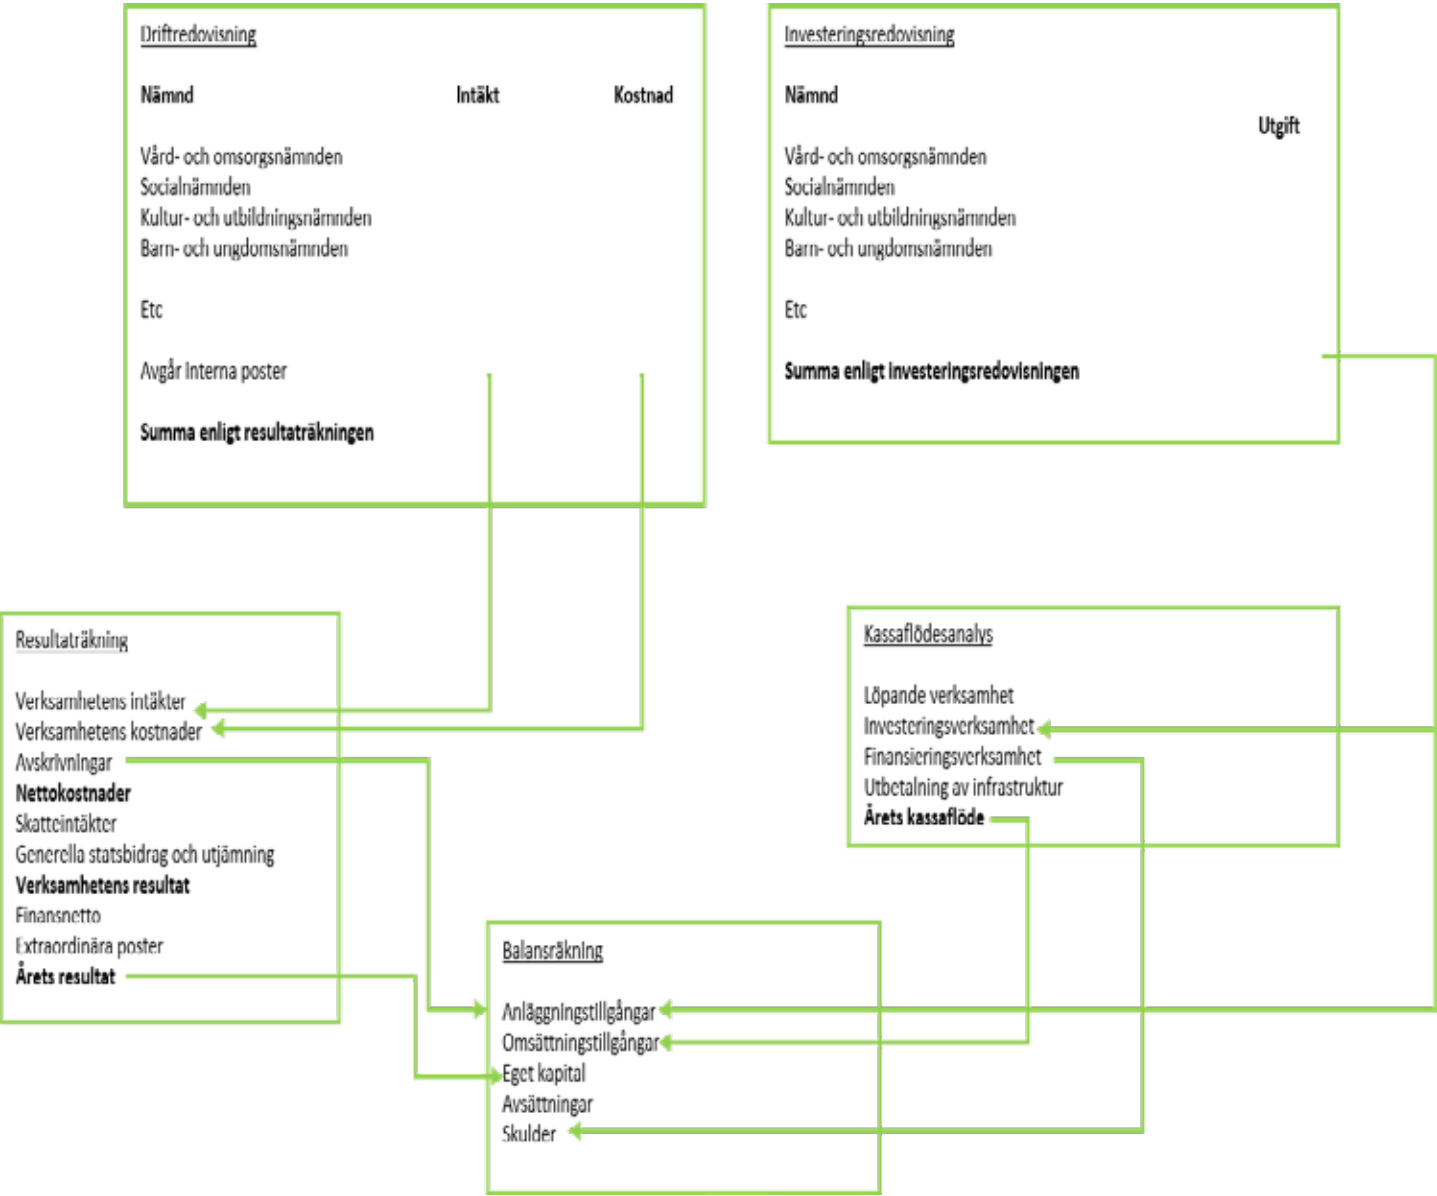 Driftredovisning
Nämnd Intäkt Kostnad
Vård- och omsorgsnämnden
Socialnämnden
Kultur- och utbildningsnämnden
Barn- och ungdomsnämnden
Etc
Avgår interna poster
Summa enligt resultaträkningen
Investeringsredovisning
Nämnd
Utgift
Vård- och omsorgsnämnden
Socialnämnden
Kultur- och utbildningsnämnden
Barn- och ungdomsnämnden
Etc
Summa enligt investeringsredovisningen
Resultaträkning
Verksamhetens intäkter
Verksamhetens kostnader
Avskrivningar
Nettokostnader
Skatteintäkter
Generella statsbidrag och utjämning
Verksamhetens resultat
Finansnetto
Extraordinära poster
Årets resultat
Kassaflödesanalys
Löpande verksamhet
Investeringsverksamhet
Finansieringsverksamhet
Utbetalning av infrastruktur
Årets kassaflöde
Balansräkning
Anläggningstillgångar
Omsättningstillgångar
Eget kapital
Avsättningar
Skulder